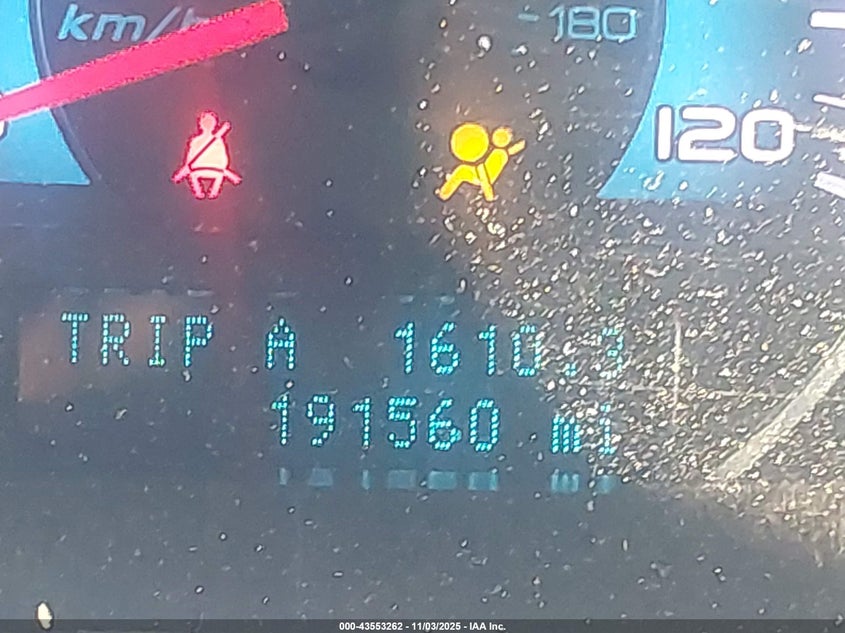 km/h
180
120
TRIP A 1610.3
191560 mi
000-43553262 - 11/03/2025 - IAA Inc.